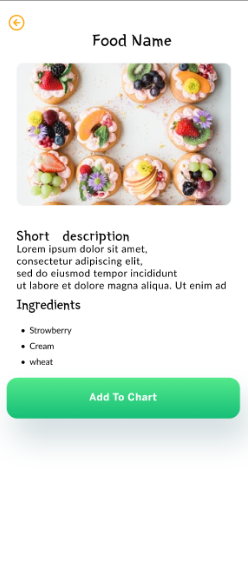 Food Name
Short description
Lorem ipsum dolor sit amet,
consectetur adipiscing elit,
sed do eiusmod tempor incididunt
ut labore et dolore magna aliqua. Ut enim ad
Ingredients
• Strowberry
• Cream
• wheat
Add To Chart